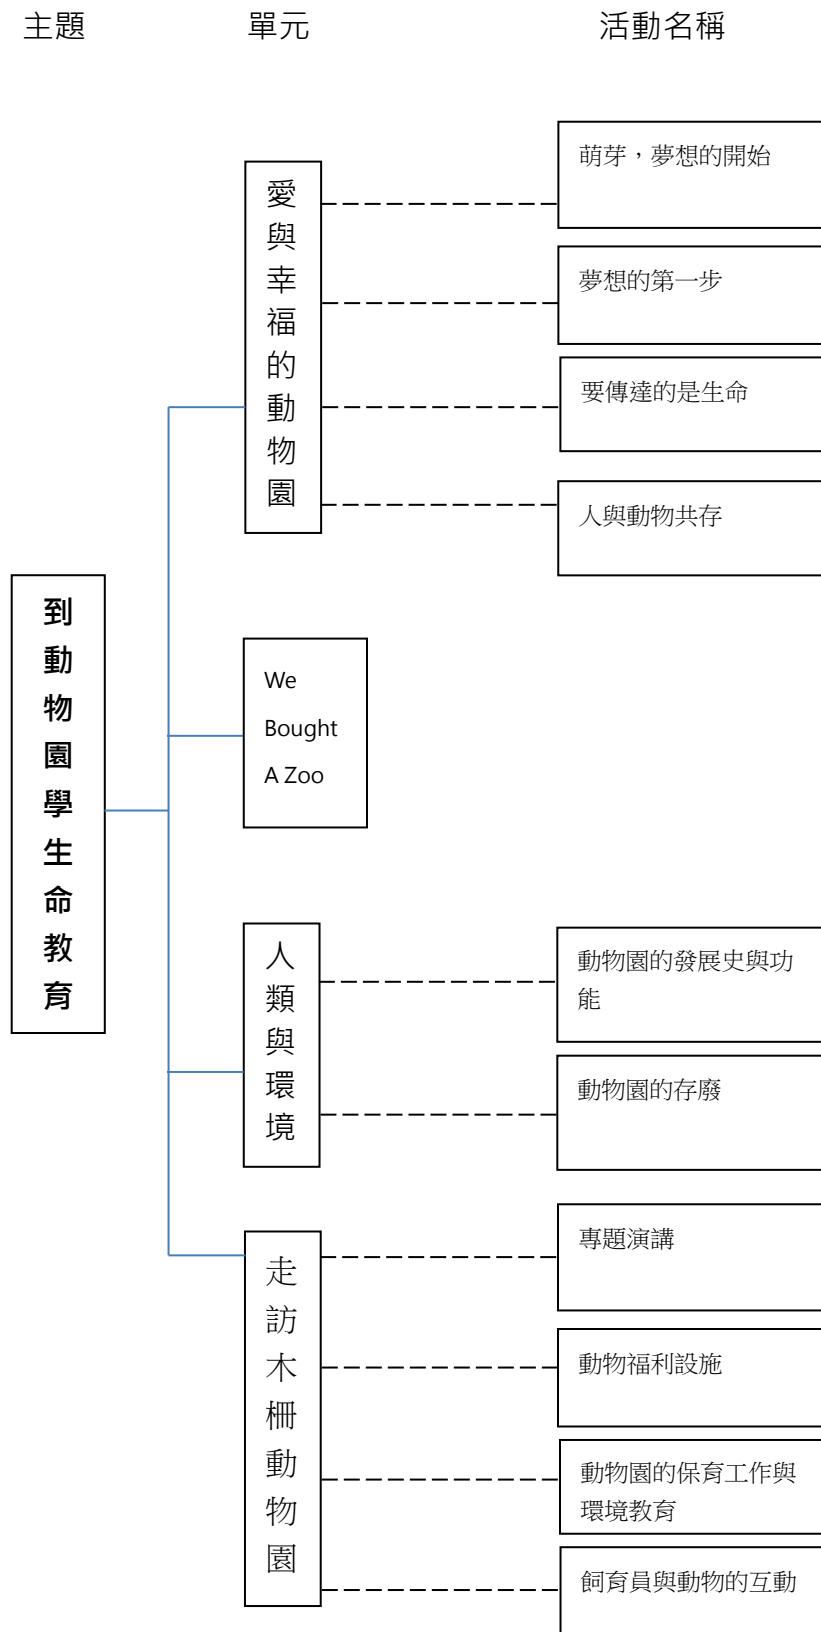 主題 單元 活動名稱
到動物園學生命教育
愛與幸福的動物園
萌芽，夢想的開始
夢想的第一步
要傳達的是生命
人與動物共存
We
Bought
A Zoo
人類與環境
動物園的發展史與功
能
動物園的存廢
走訪木柵動物園
專題演講
動物福利設施
動物園的保育工作與
環境教育
飼育員與動物的互動